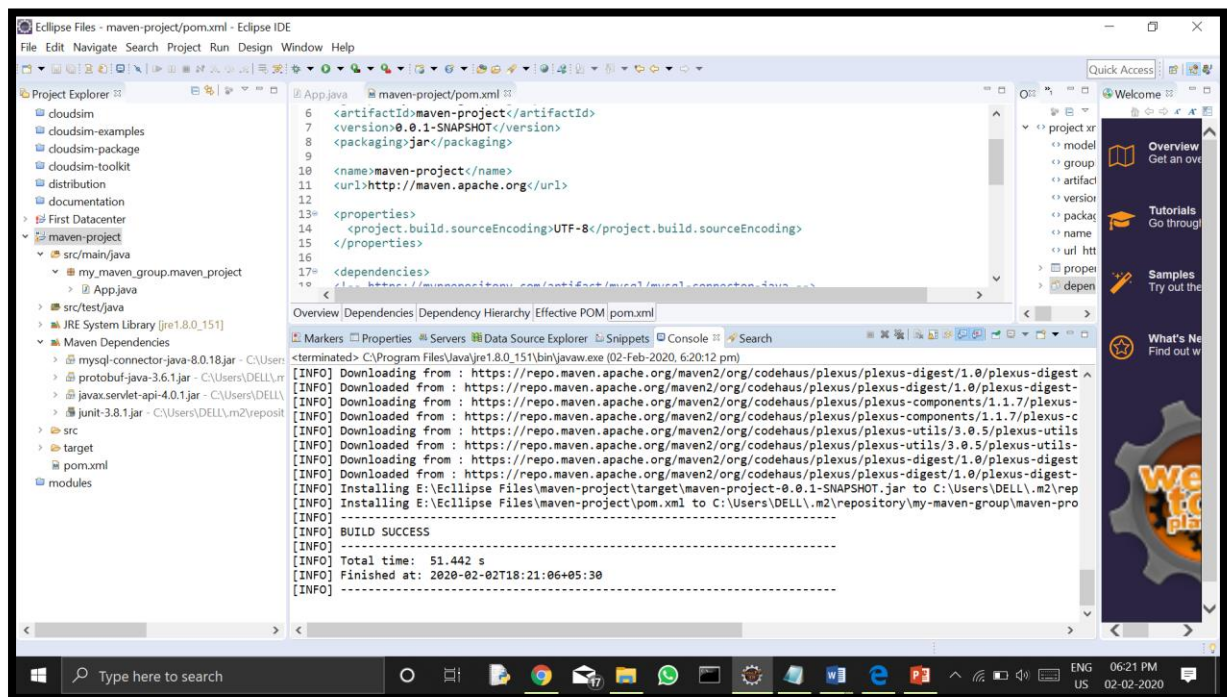 Ecllipse Files - maven-project/pom.xml - Eclipse IDE
File Edit Navigate Search Project Run Design Window Help
Quick Access
Project Explorer
cloudsim
cloudsim-examples
cloudsim-package
cloudsim-toolkit
distribution
documentation
First Datacenter
maven-project
src/main/java
my_maven_group.maven_project
App.java
src/test/java
JRE System Library [jre1.8.0_151]
Maven Dependencies
mysql-connector-java-8.0.18.jar - C:\Users
protobuf-java-3.6.1.jar - C:\Users\DELL\.m
javax.servlet-api-4.0.1.jar - C:\Users\DELL\
junit-3.8.1.jar - C:\Users\DELL\.m2\reposit
src
target
pom.xml
modules
App.java maven-project/pom.xml
6 <artifactId>maven-project</artifactId>
7 <version>0.0.1-SNAPSHOT</version>
8 <packaging>jar</packaging>
9
10 <name>maven-project</name>
11 <url>http://maven.apache.org</url>
12
13 <properties>
14 <project.build.sourceEncoding>UTF-8</project.build.sourceEncoding>
15 </properties>
16
17 <dependencies>
18 <!-- https://mvnrepository.com/artifact/mysql/mysql-connector-java -->
Overview Dependencies Dependency Hierarchy Effective POM pom.xml
project xr
model
group
artifact
version
packag
name
url htt
proper
depen
Welcome
Overview
Get an ove
Tutorials
Go through
Samples
Try out the
What's Ne
Find out w
Markers Properties Servers Data Source Explorer Snippets Console Search
<terminated> C:\Program Files\Java\jre1.8.0_151\bin\javaw.exe (02-Feb-2020, 6:20:12 pm)
[INFO] Downloading from : https://repo.maven.apache.org/maven2/org/codehaus/plexus/plexus-digest/1.0/plexus-digest
[INFO] Downloaded from : https://repo.maven.apache.org/maven2/org/codehaus/plexus/plexus-digest/1.0/plexus-digest-
[INFO] Downloading from : https://repo.maven.apache.org/maven2/org/codehaus/plexus/plexus-components/1.1.7/plexus-
[INFO] Downloaded from : https://repo.maven.apache.org/maven2/org/codehaus/plexus/plexus-components/1.1.7/plexus-c
[INFO] Downloading from : https://repo.maven.apache.org/maven2/org/codehaus/plexus/plexus-utils/3.0.5/plexus-utils
[INFO] Downloaded from : https://repo.maven.apache.org/maven2/org/codehaus/plexus/plexus-utils/3.0.5/plexus-utils-
[INFO] Downloading from : https://repo.maven.apache.org/maven2/org/codehaus/plexus/plexus-digest/1.0/plexus-digest
[INFO] Downloaded from : https://repo.maven.apache.org/maven2/org/codehaus/plexus/plexus-digest/1.0/plexus-digest-
[INFO] Installing E:\Ecllipse Files\maven-project\target\maven-project-0.0.1-SNAPSHOT.jar to C:\Users\DELL\.m2\rep
[INFO] Installing E:\Ecllipse Files\maven-project\pom.xml to C:\Users\DELL\.m2\repository\my-maven-group\maven-pro
[INFO] ------------------------------------------------------------------------
[INFO] BUILD SUCCESS
[INFO] ------------------------------------------------------------------------
[INFO] Total time: 51.442 s
[INFO] Finished at: 2020-02-02T18:21:06+05:30
[INFO] ------------------------------------------------------------------------
Type here to search
ENG
US
06:21 PM
02-02-2020